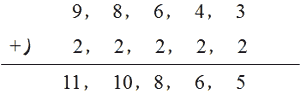 9, 8, 6, 4, 3
+) 2, 2, 2, 2, 2
11, 10, 8, 6, 5